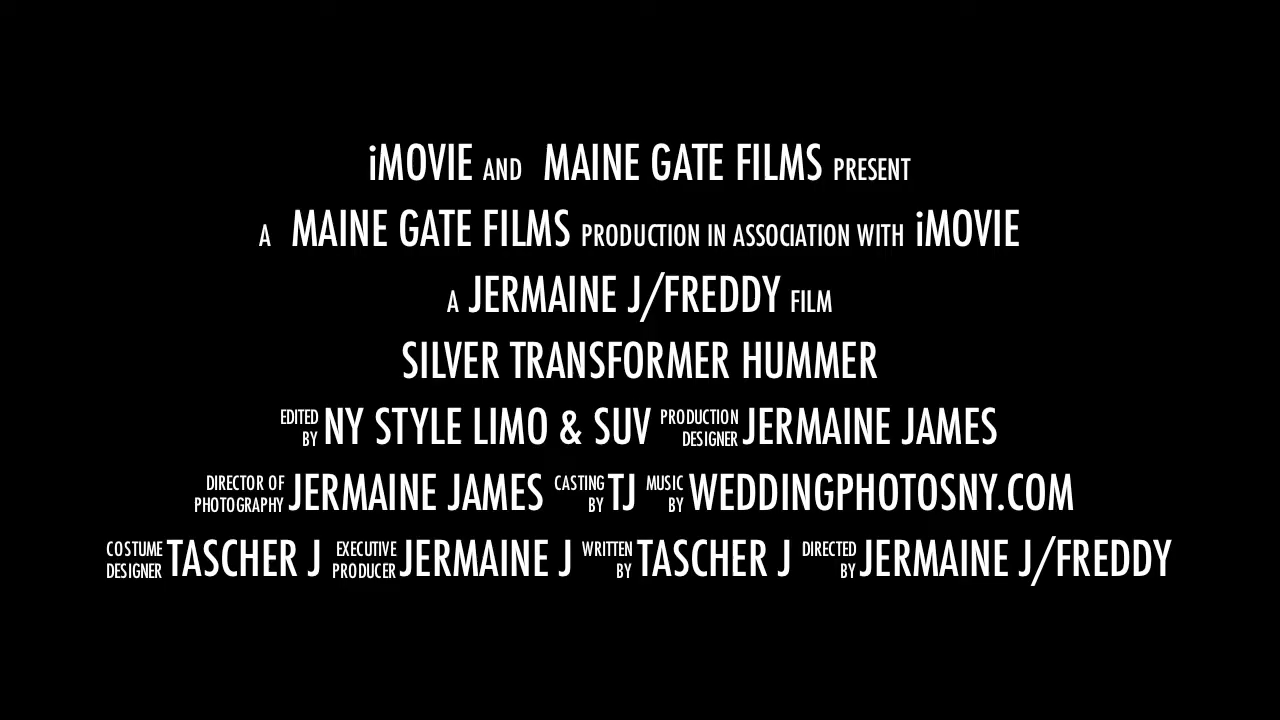 iMOVIE AND MAINE GATE FILMS PRESENT
A MAINE GATE FILMS PRODUCTION IN ASSOCIATION WITH iMOVIE
A JERMAINE J/FREDDY FILM
SILVER TRANSFORMER HUMMER
EDITED BY NY STYLE LIMO & SUV PRODUCTION DESIGNER JERMAINE JAMES
DIRECTOR OF PHOTOGRAPHY JERMAINE JAMES CASTING BY TJ MUSIC BY WEDDINGPHOTOSNY.COM
COSTUME DESIGNER TASCHER J EXECUTIVE PRODUCER JERMAINE J WRITTEN BY TASCHER J DIRECTED BY JERMAINE J/FREDDY